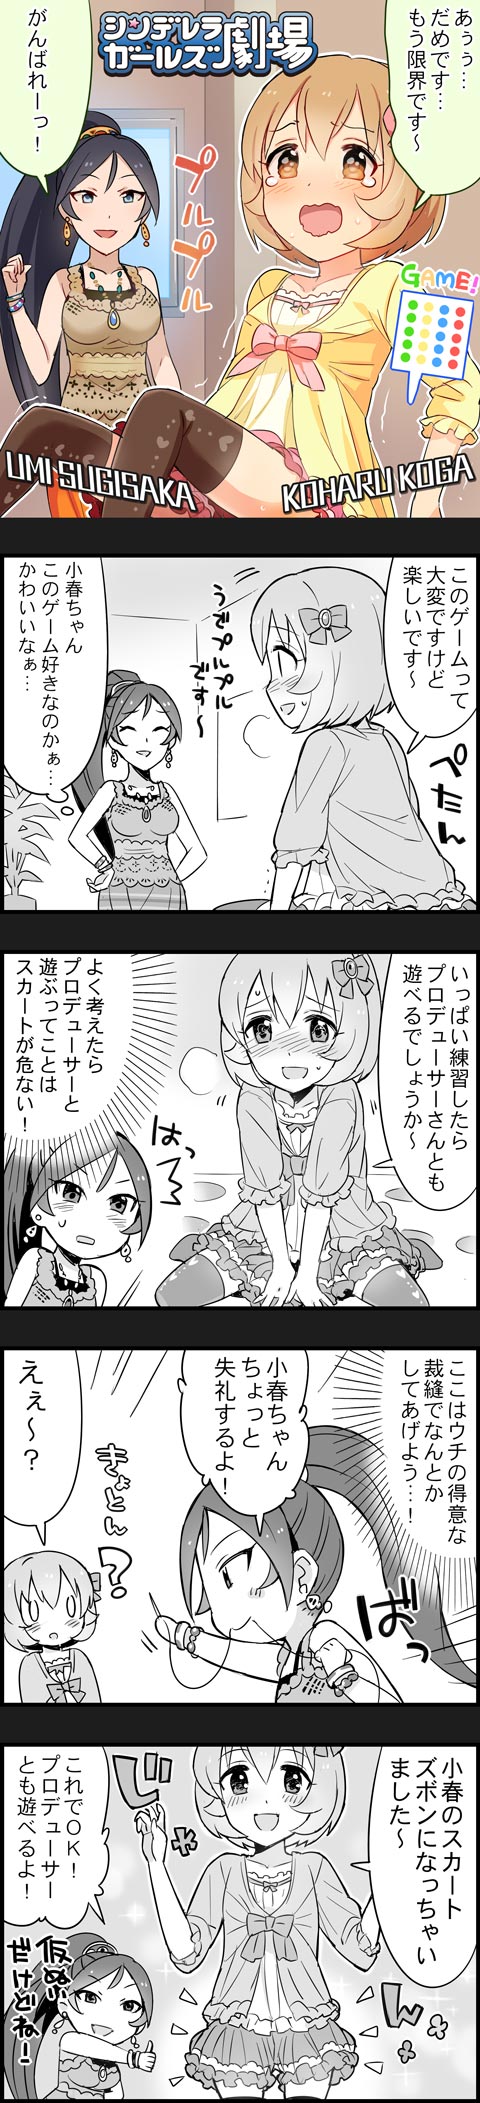 シンデレラ
ガールズ劇場
あぅぅ…
だめです…
もう限界です～
がんばれーっ！
プルプル
GAME!
UMI SUGISAKA
KOHARU KOGA
このゲームって
大変ですけど
楽しいです～
ぺたん
うでプルプル
です～
小春ちゃん
このゲーム好きなのかぁ…
かわいいなぁ…
いっぱい練習したら
プロデューサーさんとも
遊べるでしょうか～
はっ
よく考えたら
プロデューサーと
遊ぶってことは
スカートが危ない！
ここはウチの得意な
裁縫でなんとか
してあげよう…！
小春ちゃん
ちょっと
失礼するよ！
ばっ
きょとん
?
えぇ～？
小春のスカート
ズボンになっちゃい
ました～
じゃ
ん
これでOK！
プロデューサー
とも遊べるよ！
仮ぬい
だけどねー